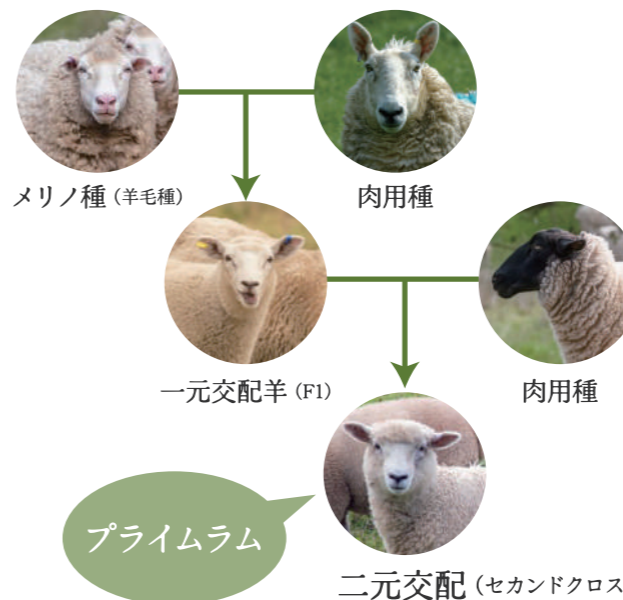 メリノ種 (羊毛種)
肉用種
一元交配羊 (F1)
肉用種
プライムラム
二元交配 (セカンドクロス